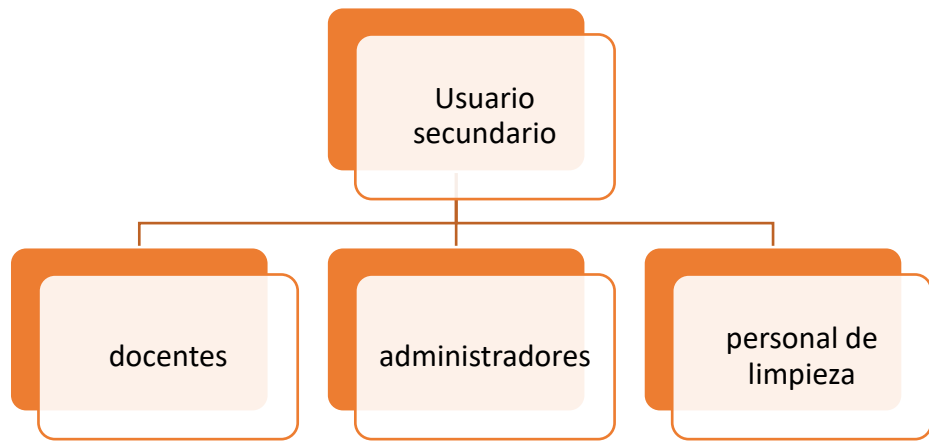 Usuario
secundario
docentes
administradores
personal de
limpieza